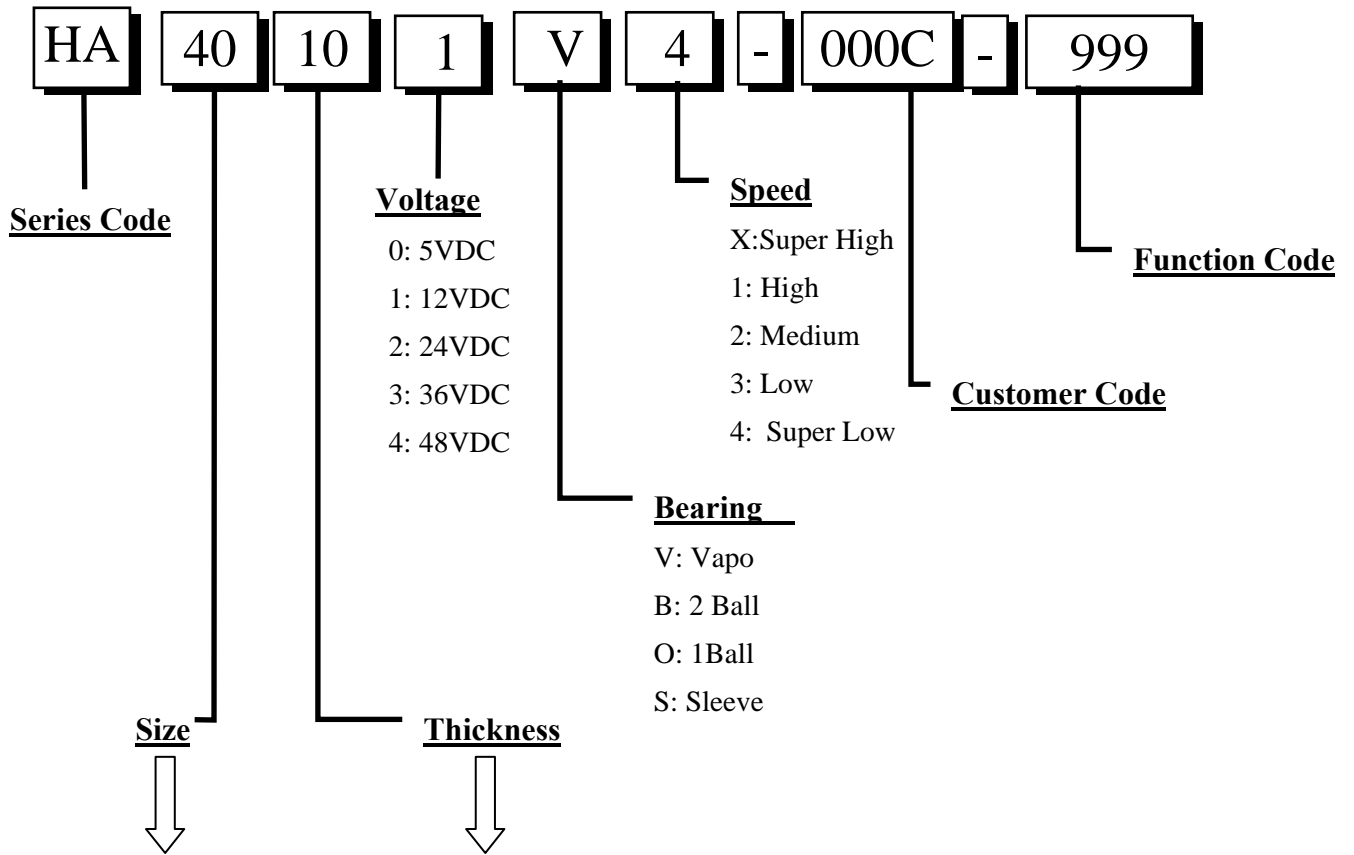 HA 40 10 1 V 4 - 000C - 999
Series Code
Voltage
0: 5VDC
1: 12VDC
2: 24VDC
3: 36VDC
4: 48VDC
Speed
X:Super High
1: High
2: Medium
3: Low
4: Super Low
Function Code
Customer Code
Bearing
V: Vapo
B: 2 Ball
O: 1Ball
S: Sleeve
Size
Thickness